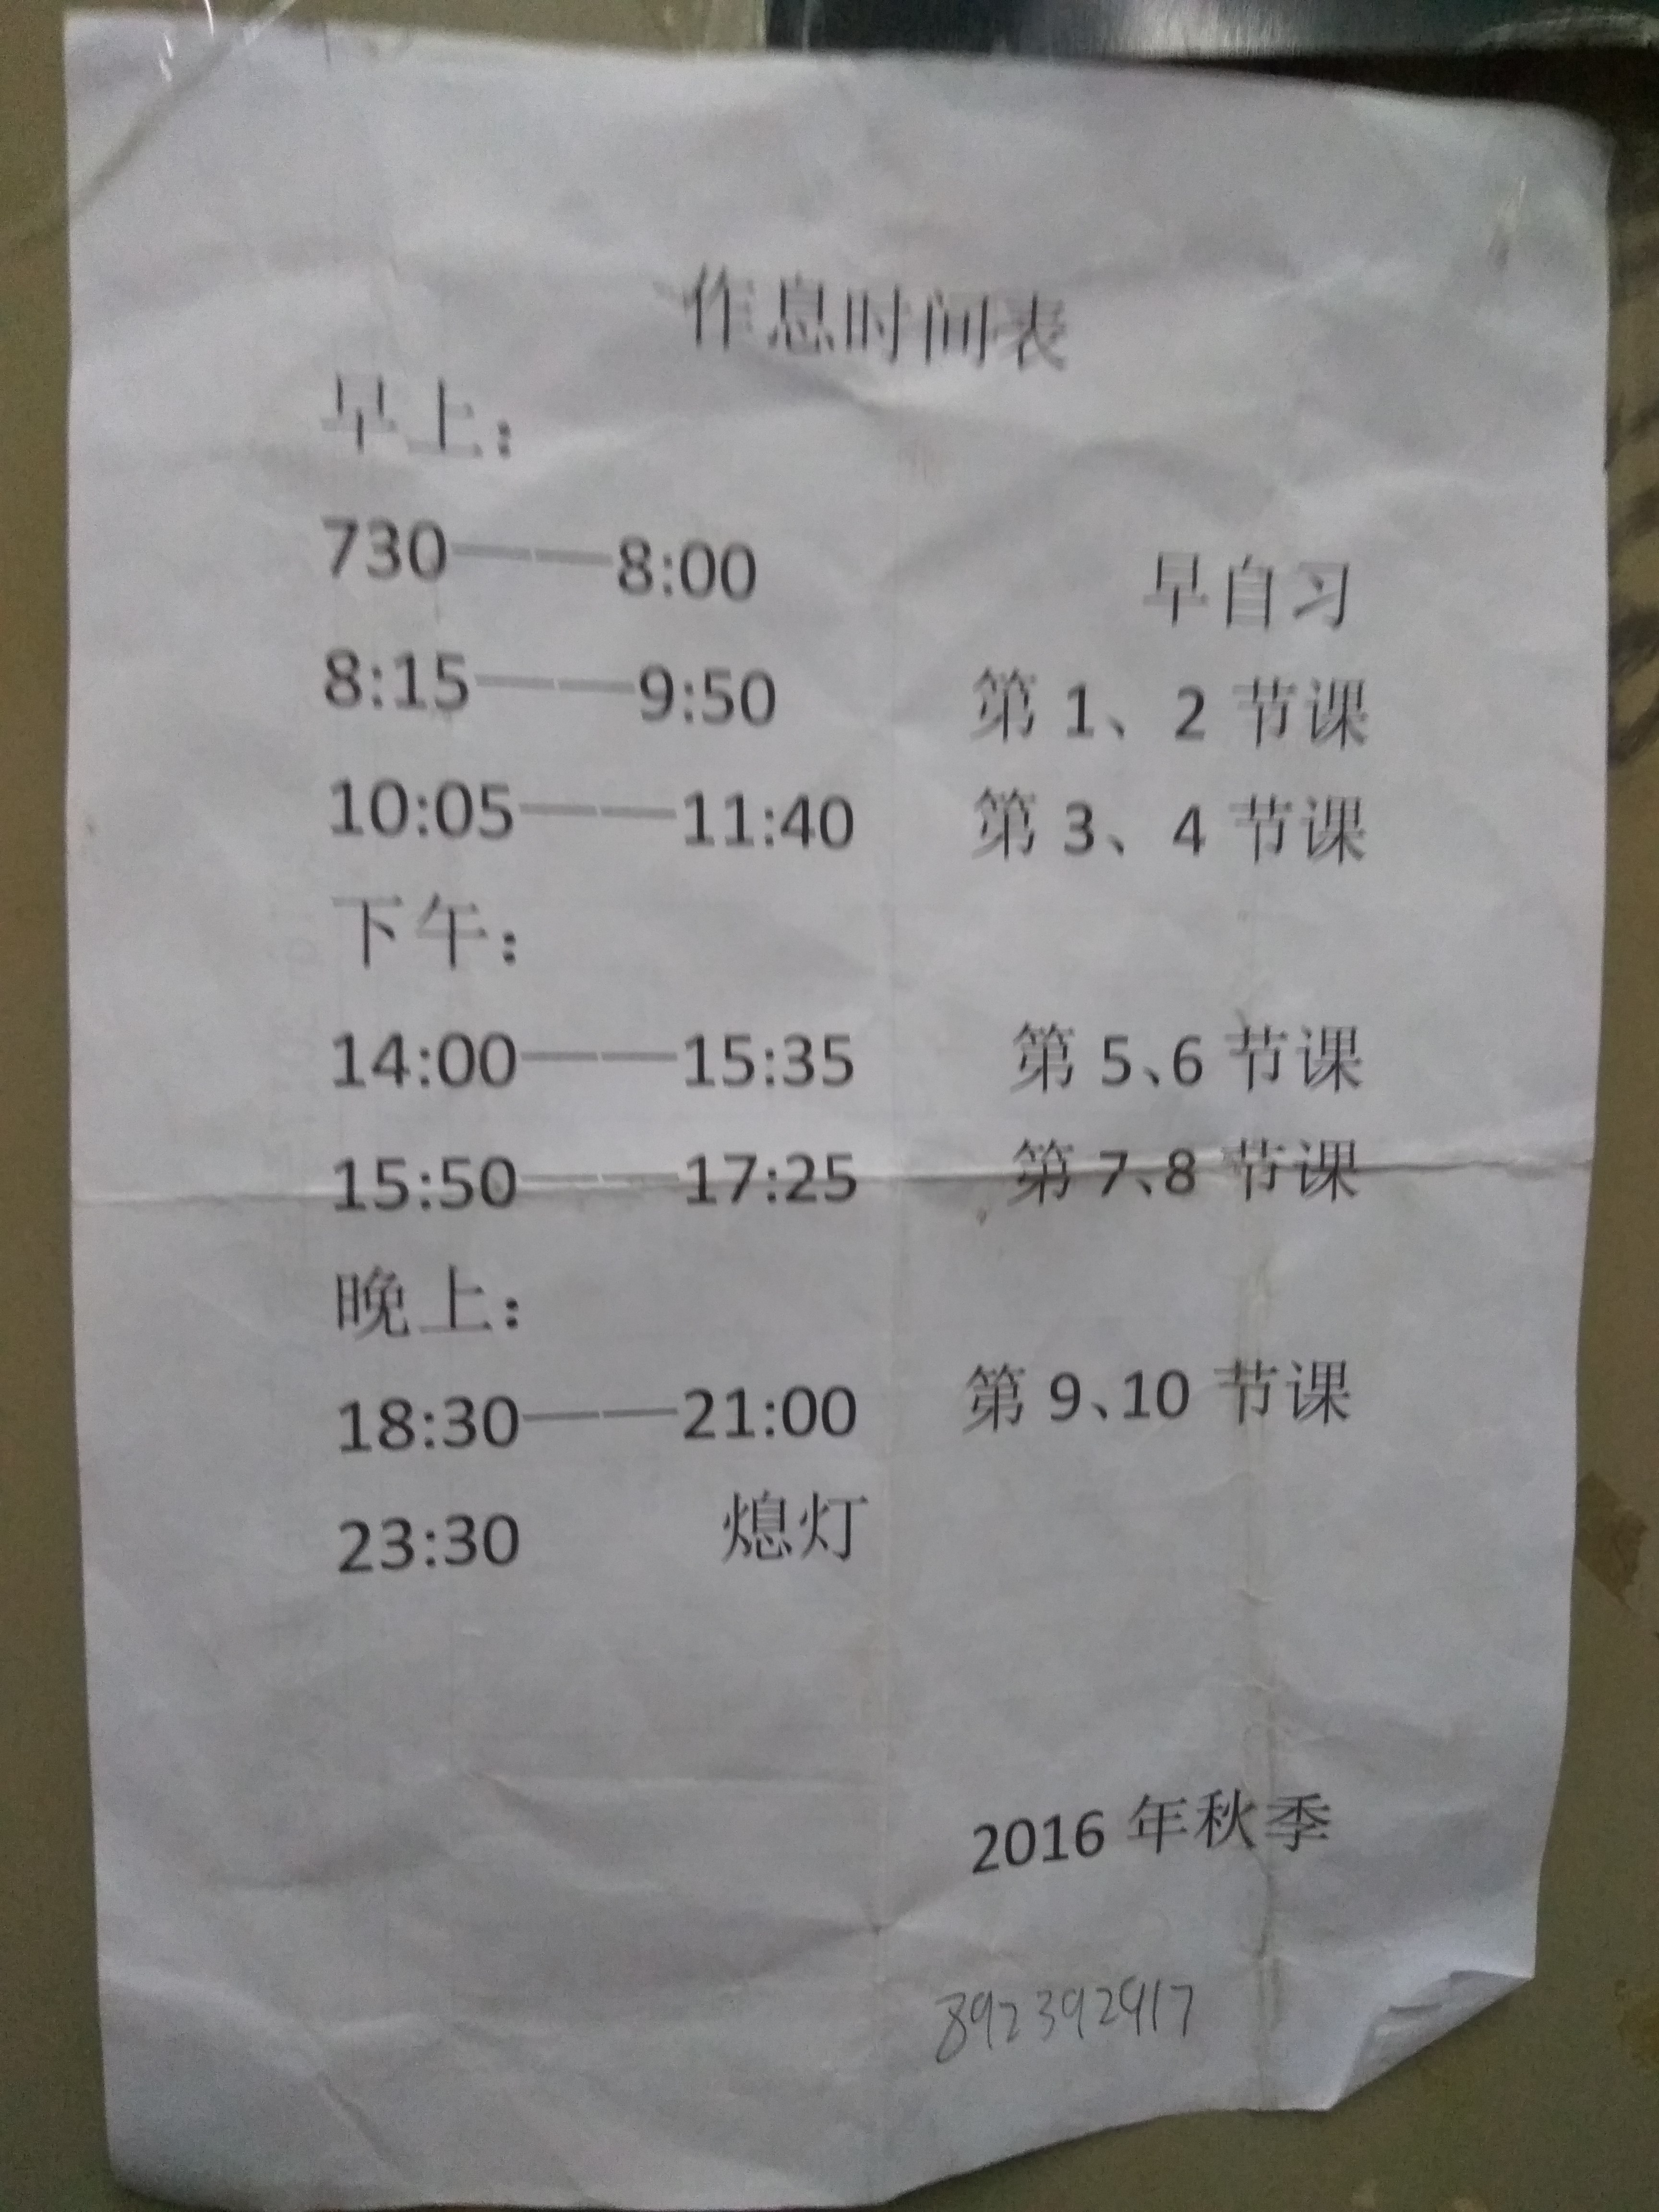 作息时间表
早上：
730————8:00 早自习
8:15————9:50 第 1、2 节课
10:05————11:40 第 3、4 节课
下午：
14:00————15:35 第 5、6 节课
15:50————17:25 第 7、8 节课
晚上：
18:30————21:00 第 9、10 节课
23:30 熄灯
2016 年秋季
892392917